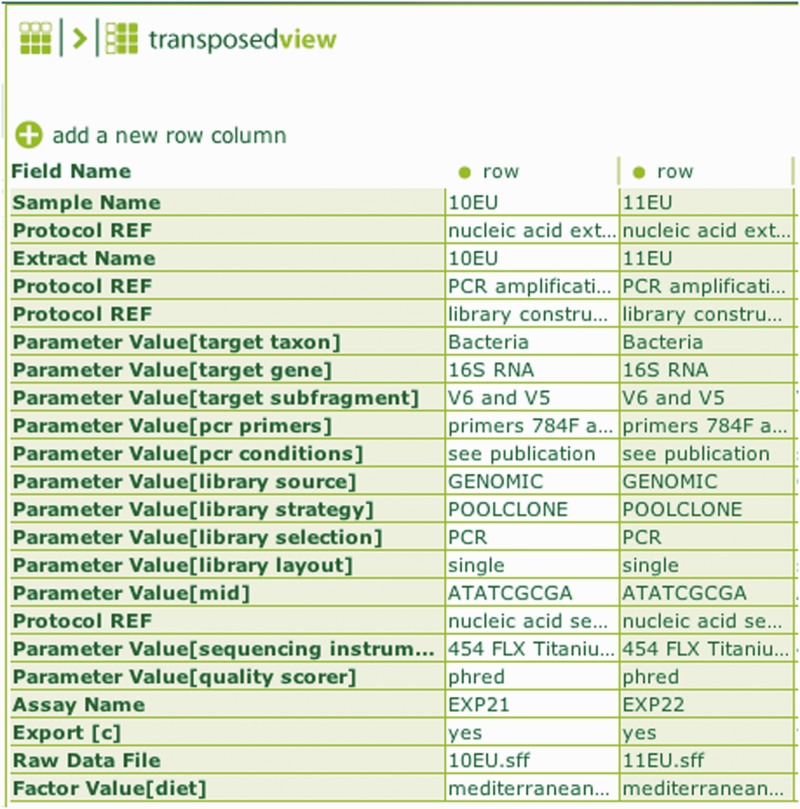 transposedview
add a new row column
Field Name row row
Sample Name 10EU 11EU
Protocol REF nucleic acid ext... nucleic acid ext...
Extract Name 10EU 11EU
Protocol REF PCR amplificati... PCR amplificati...
Protocol REF library constru... library constru...
Parameter Value[target taxon] Bacteria Bacteria
Parameter Value[target gene] 16S RNA 16S RNA
Parameter Value[target subfragment] V6 and V5 V6 and V5
Parameter Value[pcr primers] primers 784F a... primers 784F a...
Parameter Value[pcr conditions] see publication see publication
Parameter Value[library source] GENOMIC GENOMIC
Parameter Value[library strategy] POOLCLONE POOLCLONE
Parameter Value[library selection] PCR PCR
Parameter Value[library layout] single single
Parameter Value[mid] ATATCGCGA ATATCGCGA
Protocol REF nucleic acid se... nucleic acid se...
Parameter Value[sequencing instrum... 454 FLX Titaniu... 454 FLX Titaniu...
Parameter Value[quality scorer] phred phred
Assay Name EXP21 EXP22
Export [c] yes yes
Raw Data File 10EU.sff 11EU.sff
Factor Value[diet] mediterranean... mediterranean...